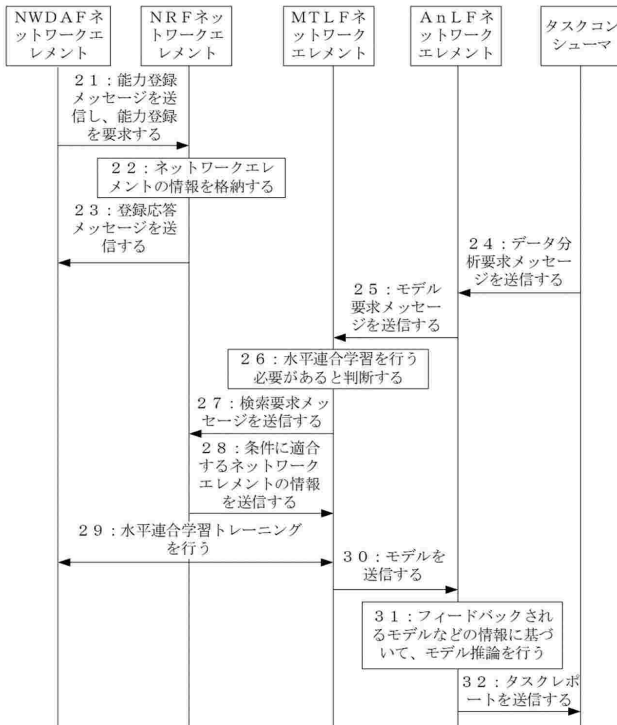 NWDAFネ
ットワークエ
レメント
NRFネッ
トワークエ
レメント
MTLFネ
ットワーク
エレメント
AnLFネ
ットワーク
エレメント
タスクコン
シューマ
21：能力登録
メッセージを送
信し、能力登録
を要求する
22：ネットワークエレ
メントの情報を格納する
23：登録応答
メッセージを送
信する
24：データ分
析要求メッセー
ジを送信する
25：モデル
要求メッセー
ジを送信する
26：水平連合学習を行う
必要があると判断する
27：検索要求メッ
セージを送信する
28：条件に適合
するネットワーク
エレメントの情報
を送信する
29：水平連合学習トレーニング
を行う
30：モデルを
送信する
31：フィードバックされ
るモデルなどの情報に基づ
いて、モデル推論を行う
32：タスクレポ
ートを送信する